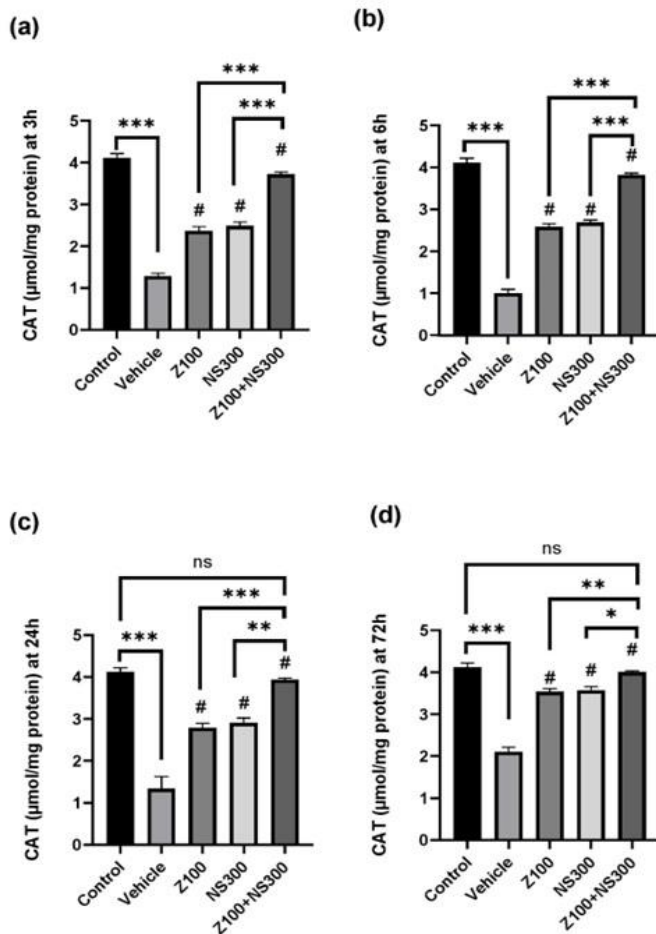 (a)
***
***
***
#
#
#
CAT (µmol/mg protein) at 3h
5
4
3
2
1
0
Control
Vehicle
Z100
NS300
Z100+NS300
(b)
***
***
***
#
#
#
CAT (µmol/mg protein) at 6h
5
4
3
2
1
0
Control
Vehicle
Z100
NS300
Z100+NS300
(c)
ns
***
***
**
#
#
#
CAT (µmol/mg protein) at 24h
5
4
3
2
1
0
Control
Vehicle
Z100
NS300
Z100+NS300
(d)
ns
**
***
*
#
#
#
CAT (µmol/mg protein) at 72h
5
4
3
2
1
0
Control
Vehicle
Z100
NS300
Z100+NS300